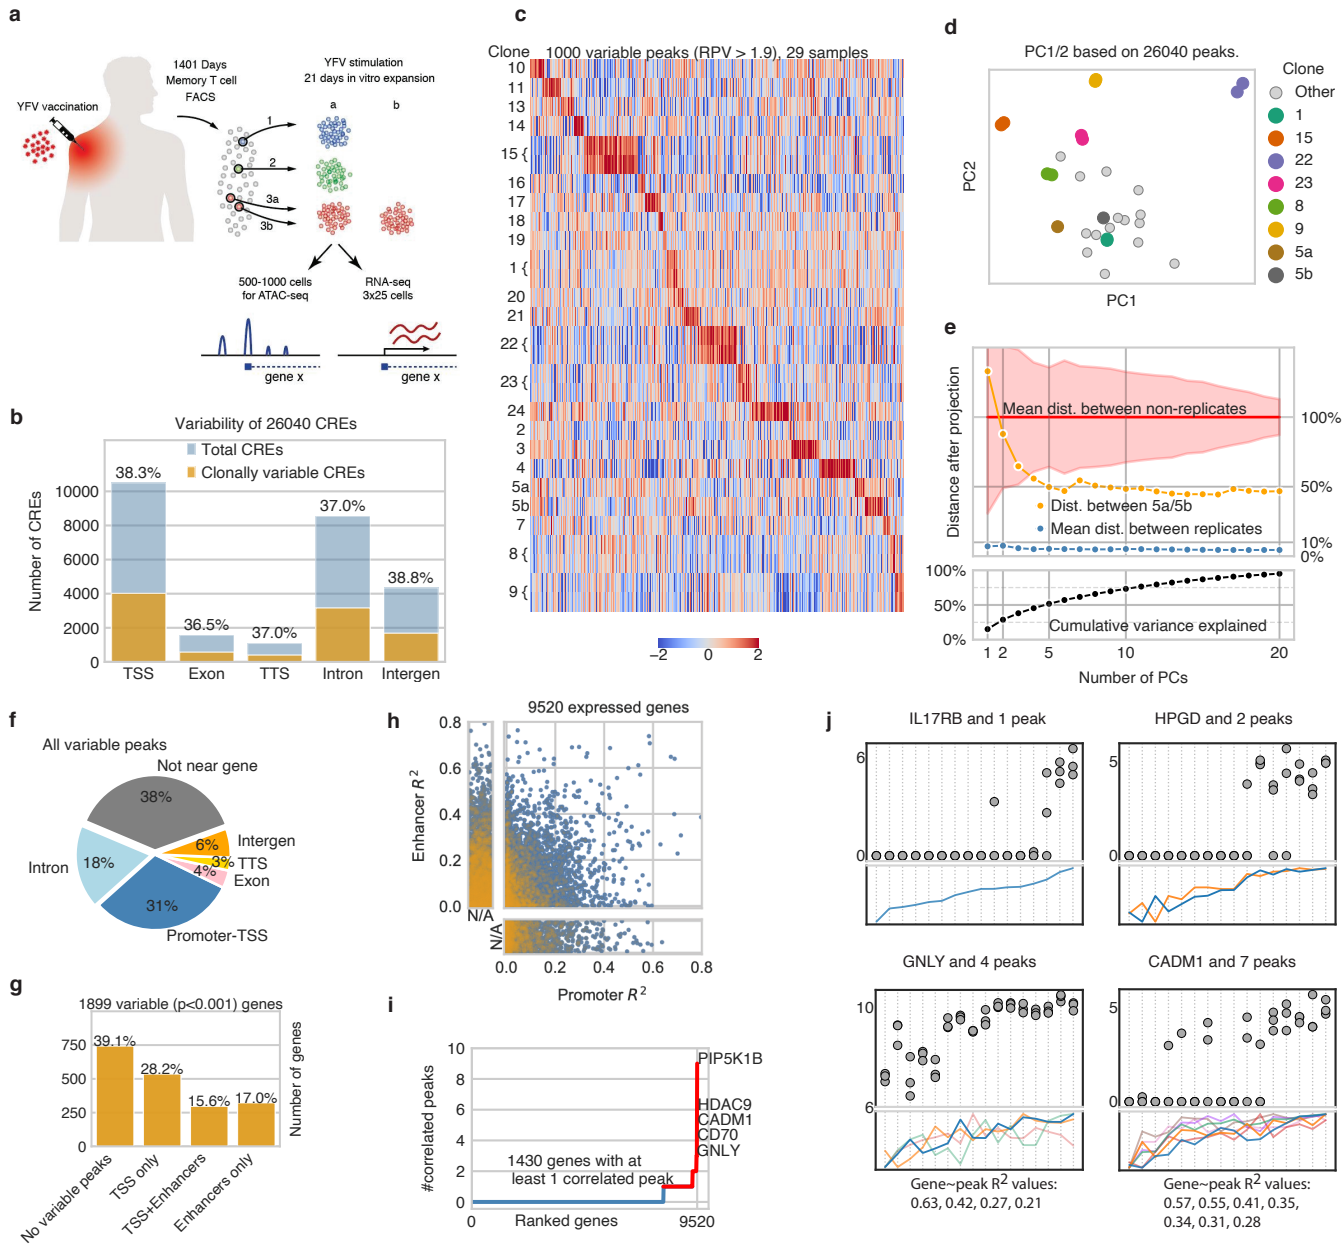 a
YFV vaccination
1401 Days
Memory T cell
FACS
YFV stimulation
21 days in vitro expansion
a
b
1
2
3a
3b
500-1000 cells
for ATAC-seq
RNA-seq
3x25 cells
gene x
gene x
b
Variability of 26040 CREs
Total CREs
Clonally variable CREs
Number of CREs
10000
8000
6000
4000
2000
0
38.3%
36.5%
37.0%
37.0%
38.8%
TSS
Exon
TTS
Intron
Intergen
c
Clone
1000 variable peaks (RPV > 1.9), 29 samples
10
11
13
14
15 {
16
17
18
19
1 {
20
21
22 {
23 {
24
2
3
4
5a
5b
7
8 {
9 {
−2
0
2
d
PC1/2 based on 26040 peaks.
PC2
PC1
Clone
Other
1
15
22
23
8
9
5a
5b
e
Distance after projection
Mean dist. between non-replicates
Dist. between 5a/5b
Mean dist. between replicates
100%
50%
10%
0%
100%
50%
0%
Cumulative variance explained
1
2
5
10
20
Number of PCs
f
All variable peaks
Not near gene
38%
Intergen
6%
3%
TTS
4%
Exon
Intron
18%
31%
Promoter-TSS
g
1899 variable (p<0.001) genes
750
500
250
0
39.1%
28.2%
15.6%
17.0%
Number of genes
No variable peaks
TSS only
TSS+Enhancers
Enhancers only
h
9520 expressed genes
Enhancer R²
0.8
0.6
0.4
0.2
0.0
N/A
N/A
0.0
0.2
0.4
0.6
0.8
Promoter R²
i
#correlated peaks
10
8
6
4
2
0
PIP5K1B
HDAC9
CADM1
CD70
GNLY
1430 genes with at
least 1 correlated peak
0
Ranked genes
9520
j
IL17RB and 1 peak
6
0
HPGD and 2 peaks
5
0
GNLY and 4 peaks
10
6
Gene~peak R² values:
0.63, 0.42, 0.27, 0.21
CADM1 and 7 peaks
5
0
Gene~peak R² values:
0.57, 0.55, 0.41, 0.35,
0.34, 0.31, 0.28